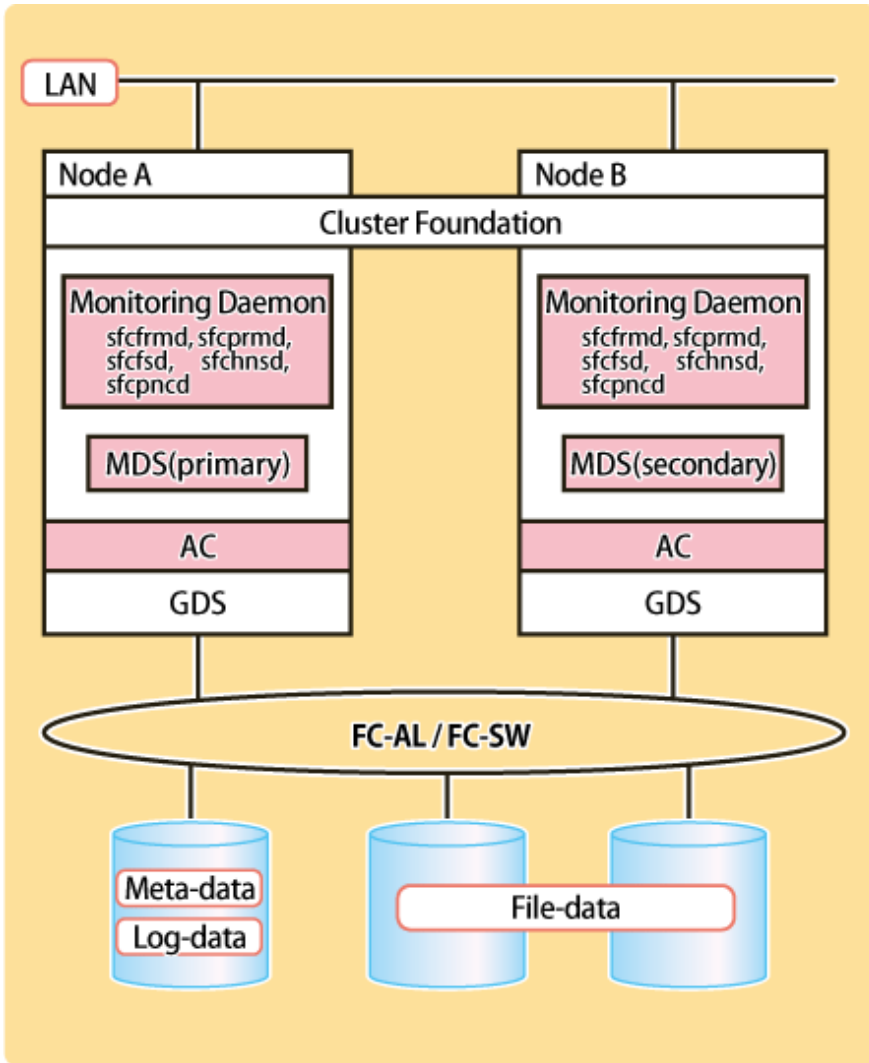 LAN
Node A
Node B
Cluster Foundation
Monitoring Daemon
sfcfrmd, sfcprmd,
sfcfsd, sfchnsd,
sfcpncd
Monitoring Daemon
sfcfrmd, sfcprmd,
sfcfsd, sfchnsd,
sfcpncd
MDS(primary)
MDS(secondary)
AC
AC
GDS
GDS
FC-AL / FC-SW
Meta-data
Log-data
File-data